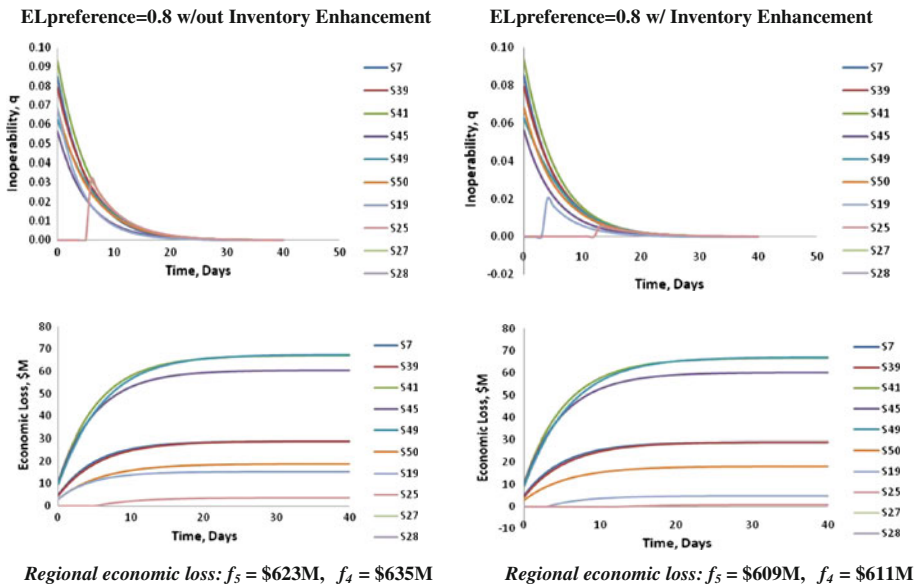 ELpreference=0.8 w/out Inventory Enhancement
0.10
0.09
0.08
0.07
0.06
0.05
0.04
0.03
0.02
0.01
0.00
Inoperability, q
0 10 20 30 40 50
Time, Days
S7
S39
S41
S45
S49
S50
S19
S25
S27
S28
ELpreference=0.8 w/ Inventory Enhancement
0.10
0.08
0.06
0.04
0.02
0.00
-0.02
Inoperability, q
0 10 20 30 40 50
Time, Days
S7
S39
S41
S45
S49
S50
S19
S25
S27
S28
80
70
60
50
40
30
20
10
0
Economic Loss, $M
0 10 20 30 40
Time, Days
S7
S39
S41
S45
S49
S50
S19
S25
S27
S28
Regional economic loss: f5 = $623M, f4 = $635M
80
70
60
50
40
30
20
10
0
-10
Economic Loss, $M
0 10 20 30 40
Time, Days
S7
S39
S41
S45
S49
S50
S19
S25
S27
S28
Regional economic loss: f5 = $609M, f4 = $611M